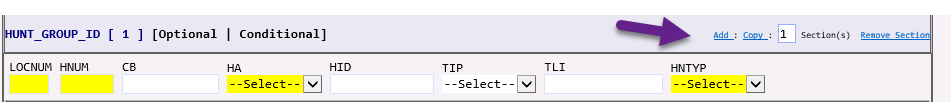 HUNT_GROUP_ID [ 1 ] [Optional | Conditional] Add : Copy : 1 Section(s) Remove Section
LOCNUM HNUM CB HA HID TIP TLI HNTYP
--Select-- --Select-- --Select--